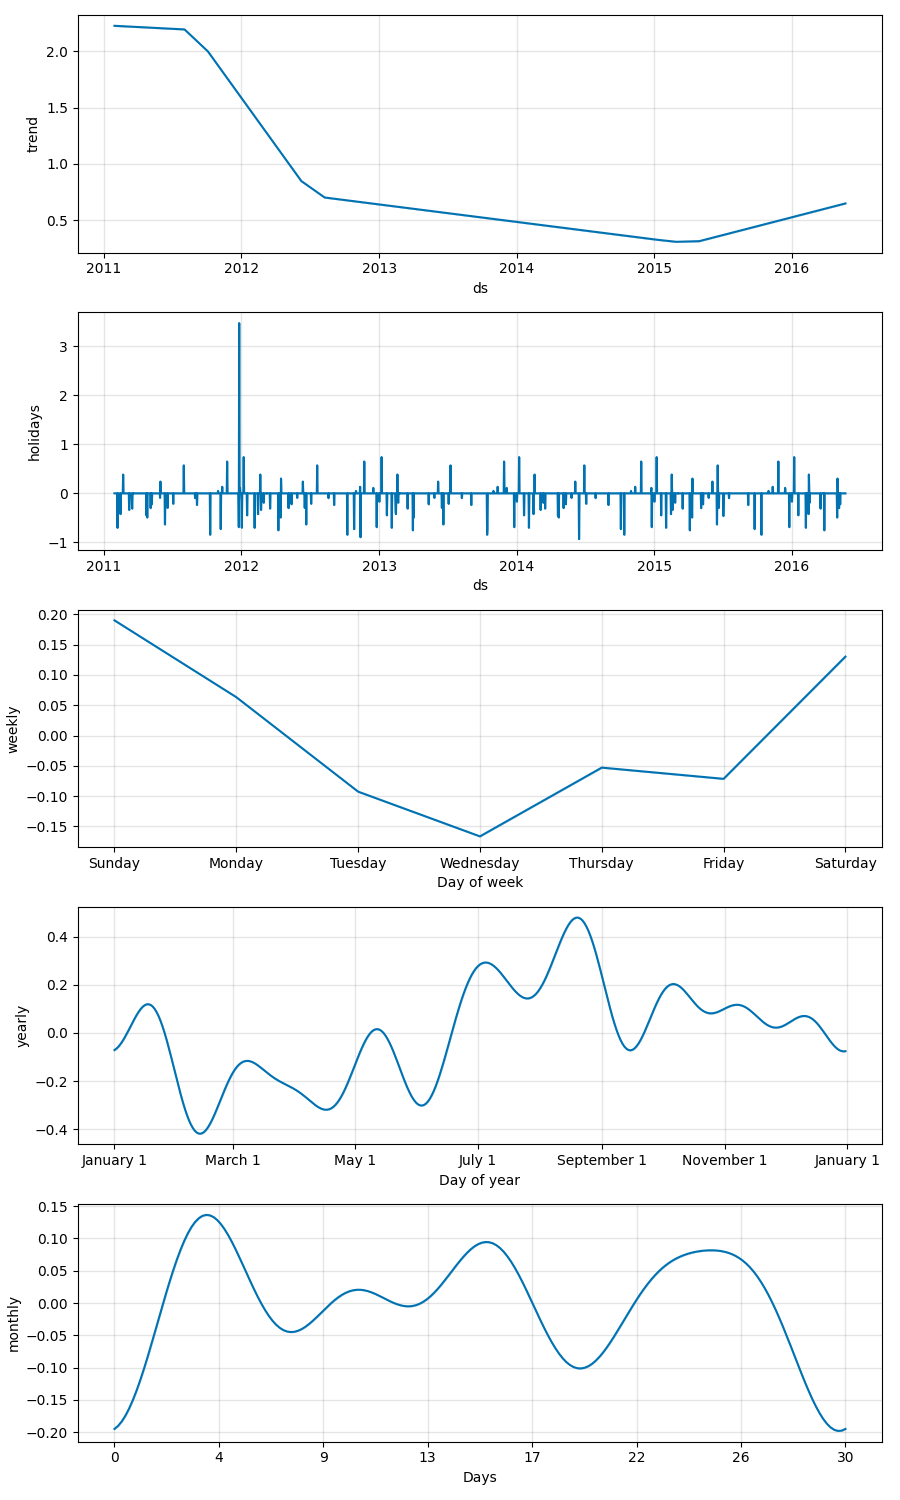 trend
2.0
1.5
1.0
0.5
2011 2012 2013 2014 2015 2016
ds
holidays
3
2
1
0
−1
2011 2012 2013 2014 2015 2016
ds
weekly
0.20
0.15
0.10
0.05
0.00
−0.05
−0.10
−0.15
Sunday Monday Tuesday Wednesday Thursday Friday Saturday
Day of week
yearly
0.4
0.2
0.0
−0.2
−0.4
January 1 March 1 May 1 July 1 September 1 November 1 January 1
Day of year
monthly
0.15
0.10
0.05
0.00
−0.05
−0.10
−0.15
−0.20
0 4 9 13 17 22 26 30
Days